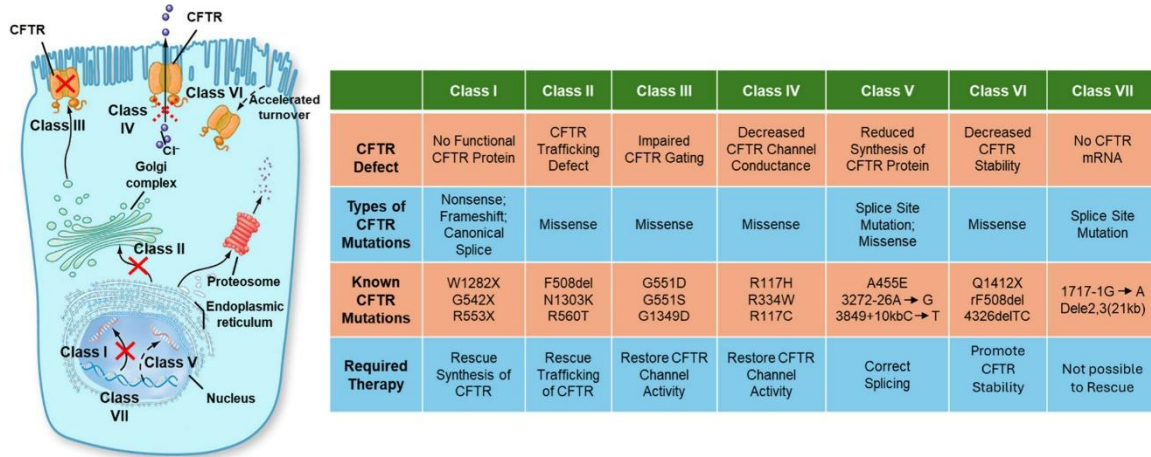 CFTR
CFTR
Class VI
Class
IV
Accelerated
turnover
Class III
Cl⁻
Golgi
complex
Class II
Proteosome
Endoplasmic
reticulum
Class I
Class V
Class
VII
Nucleus
Class I
Class II
Class III
Class IV
Class V
Class VI
Class VII
CFTR
Defect
No Functional
CFTR Protein
CFTR
Trafficking
Defect
Impaired
CFTR Gating
Decreased
CFTR Channel
Conductance
Reduced
Synthesis of
CFTR Protein
Decreased
CFTR
Stability
No CFTR
mRNA
Types of
CFTR
Mutations
Nonsense;
Frameshift;
Canonical
Splice
Missense
Missense
Missense
Splice Site
Mutation;
Missense
Missense
Splice Site
Mutation
Known
CFTR
Mutations
W1282X
G542X
R553X
F508del
N1303K
R560T
G551D
G551S
G1349D
R117H
R334W
R117C
A455E
3272-26A → G
3849+10kbC → T
Q1412X
rF508del
4326delTC
1717-1G → A
Dele2,3(21kb)
Required
Therapy
Rescue
Synthesis of
CFTR
Rescue
Trafficking
of CFTR
Restore CFTR
Channel
Activity
Restore CFTR
Channel
Activity
Correct
Splicing
Promote
CFTR
Stability
Not possible
to Rescue